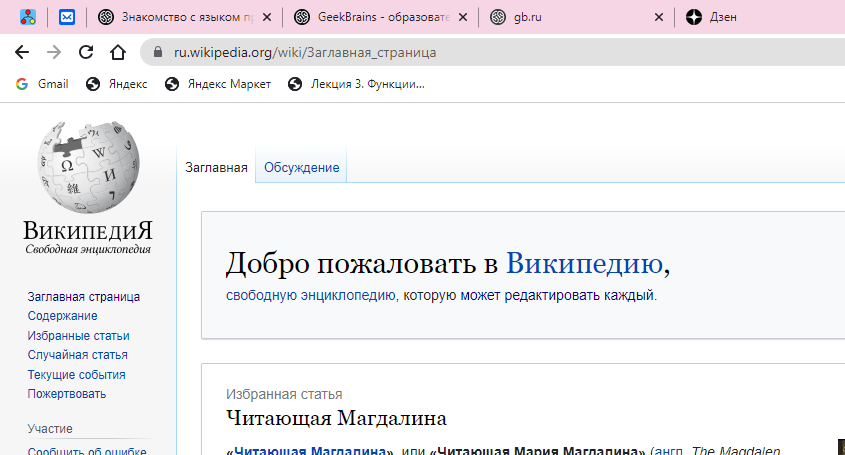 Знакомство с языком п
GeekBrains - образовате
gb.ru
Дзен
ru.wikipedia.org/wiki/Заглавная_страница
Gmail
Яндекс
Яндекс Маркет
Лекция 3. Функции...
ВикипедиЯ
Свободная энциклопедия
Заглавная
Обсуждение
Добро пожаловать в Википедию,
свободную энциклопедию, которую может редактировать каждый.
Заглавная страница
Содержание
Избранные статьи
Случайная статья
Текущие события
Пожертвовать
Участие
Сообщить об ошибке
Избранная статья
Читающая Магдалина
«Читающая Магдалина», или «Читающая Мария Магдалина» (англ. The Magdalen